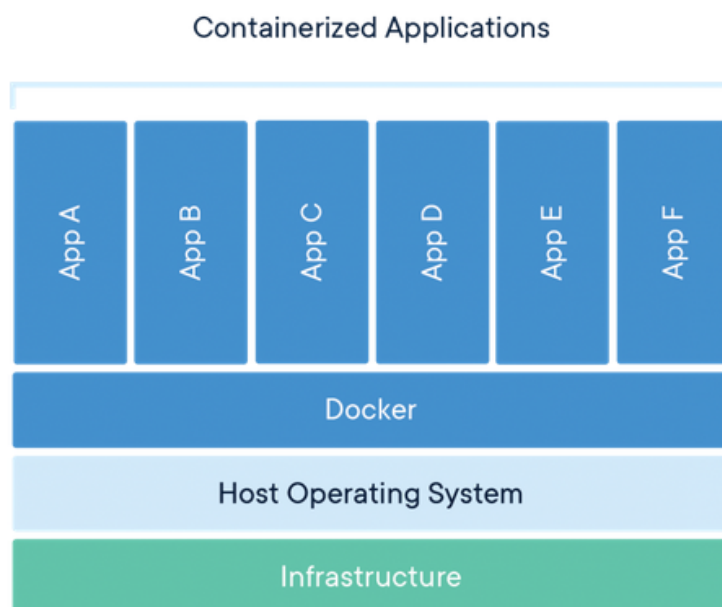 Containerized Applications
App A
App B
App C
App D
App E
App F
Docker
Host Operating System
Infrastructure